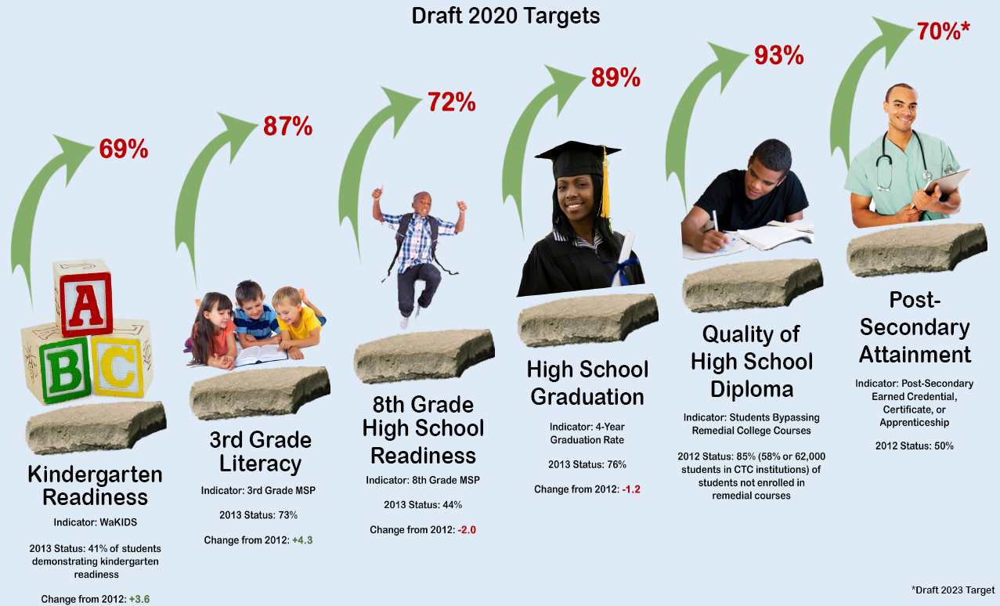 Draft 2020 Targets
69%
87%
72%
89%
93%
70%*
A
B C
Kindergarten
Readiness
Indicator: WaKIDS
2013 Status: 41% of students
demonstrating kindergarten
readiness
Change from 2012: +3.6
3rd Grade
Literacy
Indicator: 3rd Grade MSP
2013 Status: 73%
Change from 2012: +4.3
8th Grade
High School
Readiness
Indicator: 8th Grade MSP
2013 Status: 44%
Change from 2012: -2.0
High School
Graduation
Indicator: 4-Year
Graduation Rate
2013 Status: 76%
Change from 2012: -1.2
Quality of
High School
Diploma
Indicator: Students Bypassing
Remedial College Courses
2012 Status: 85% (58% or 62,000
students in CTC institutions) of
students not enrolled in
remedial courses
Post-
Secondary
Attainment
Indicator: Post-Secondary
Earned Credential,
Certificate, or
Apprenticeship
2012 Status: 50%
*Draft 2023 Target